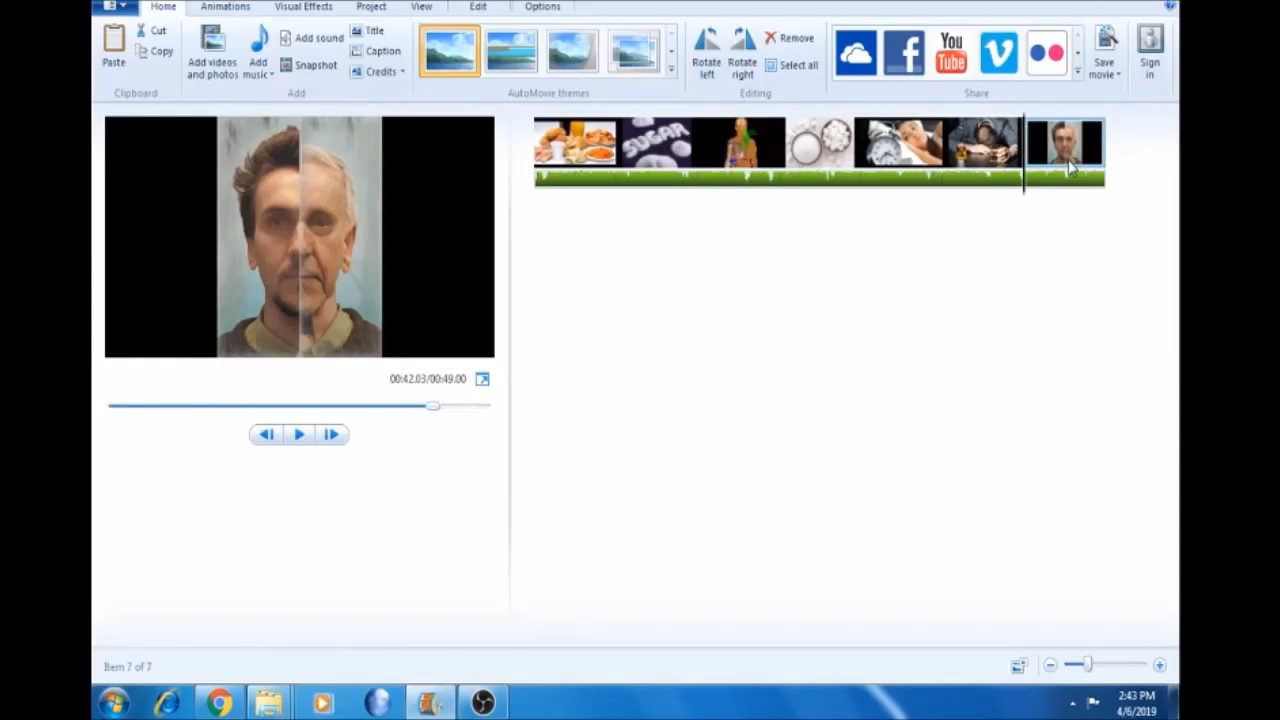 Home Animations Visual Effects Project View Edit Options
Paste
Cut
Copy
Clipboard
Add videos and photos
Add music
Add sound
Snapshot
Title
Caption
Credits
Add
AutoMovie themes
Rotate left
Rotate right
Remove
Select all
Editing
You
Tube
Share
Save movie
Sign in
SUGAR
00:42.03/00:49.00
Item 7 of 7
2:43 PM
4/6/2019